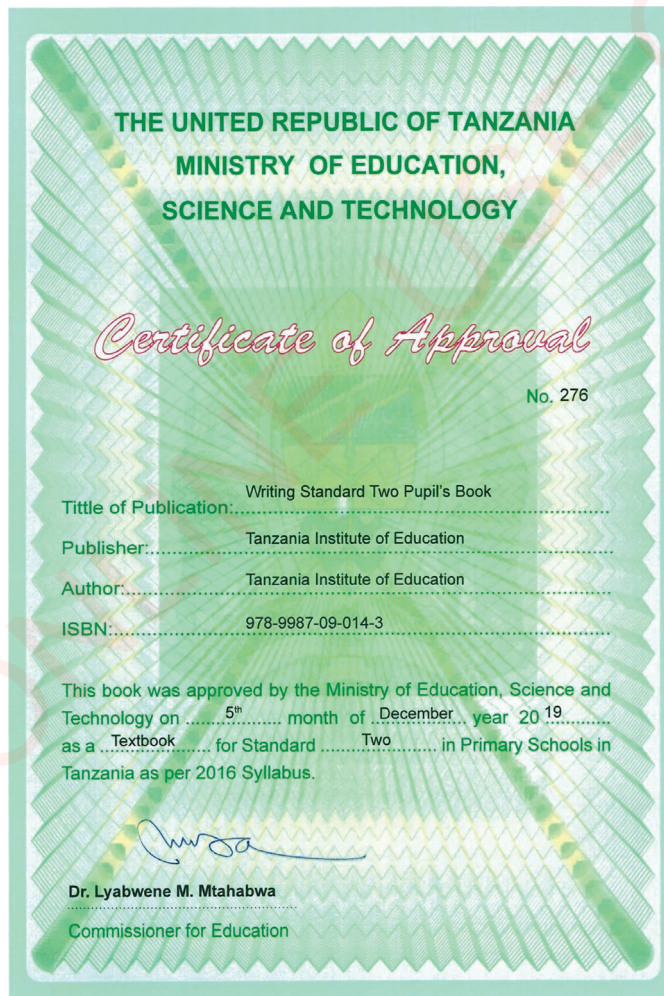 THE UNITED REPUBLIC OF TANZANIA
MINISTRY OF EDUCATION,
SCIENCE AND TECHNOLOGY
Certificate of Approval
No. 276
Tittle of Publication: Writing Standard Two Pupil's Book
Publisher: Tanzania Institute of Education
Author: Tanzania Institute of Education
ISBN: 978-9987-09-014-3
This book was approved by the Ministry of Education, Science and
Technology on 5th month of December year 20 19
as a Textbook for Standard Two in Primary Schools in
Tanzania as per 2016 Syllabus.
Dr. Lyabwene M. Mtahabwa
Commissioner for Education